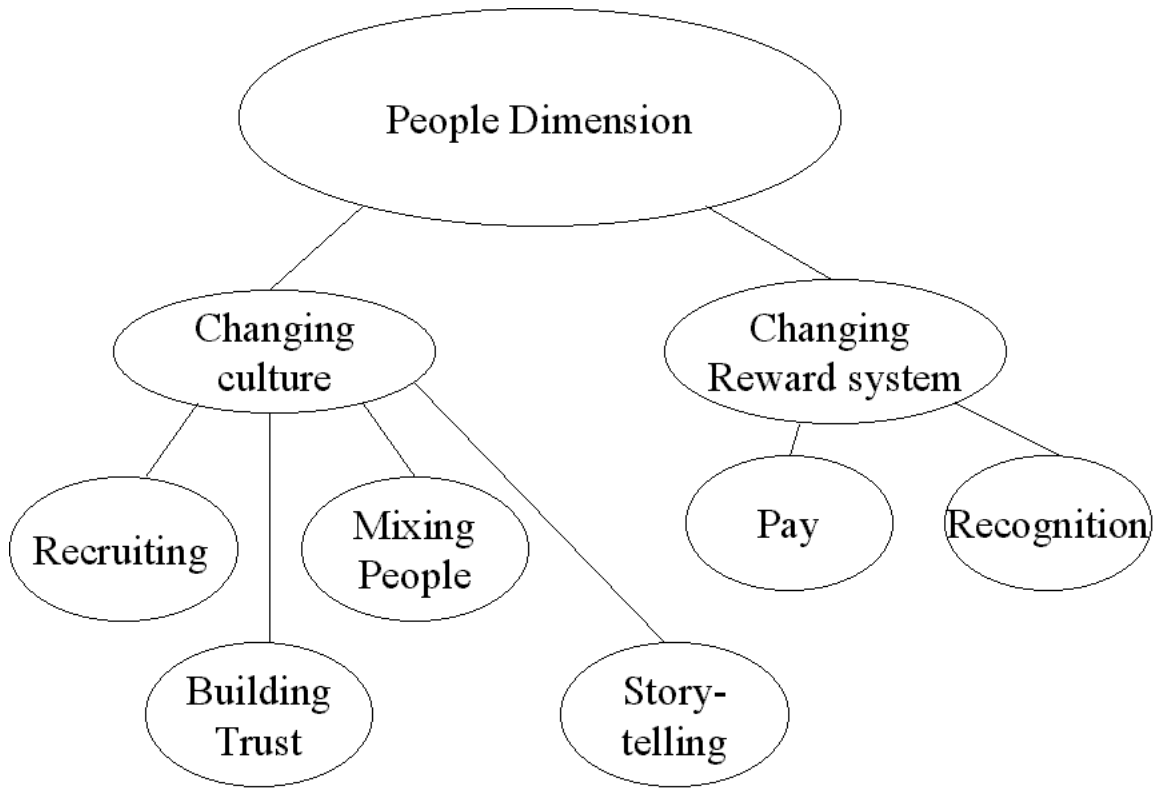 People Dimension
Changing
culture
Changing
Reward system
Recruiting
Mixing
People
Pay
Recognition
Building
Trust
Story-
telling